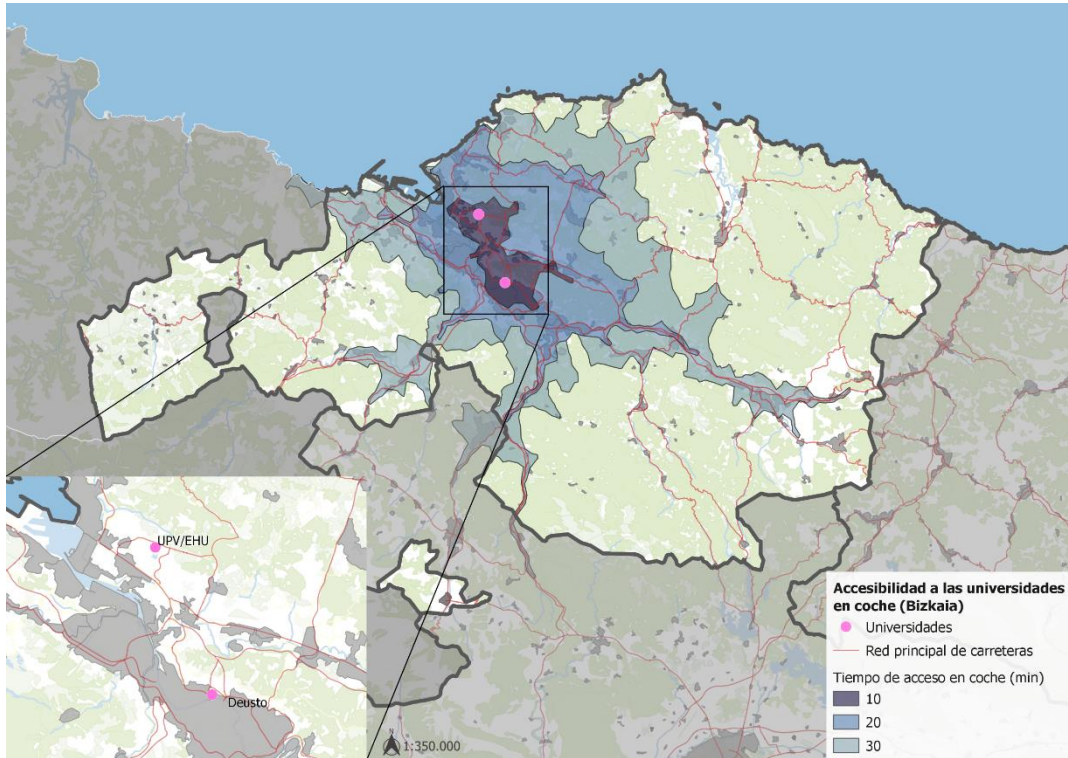 UPV/EHU
Deusto
1:350.000
Accesibilidad a las universidades
en coche (Bizkaia)
Universidades
Red principal de carreteras
Tiempo de acceso en coche (min)
10
20
30